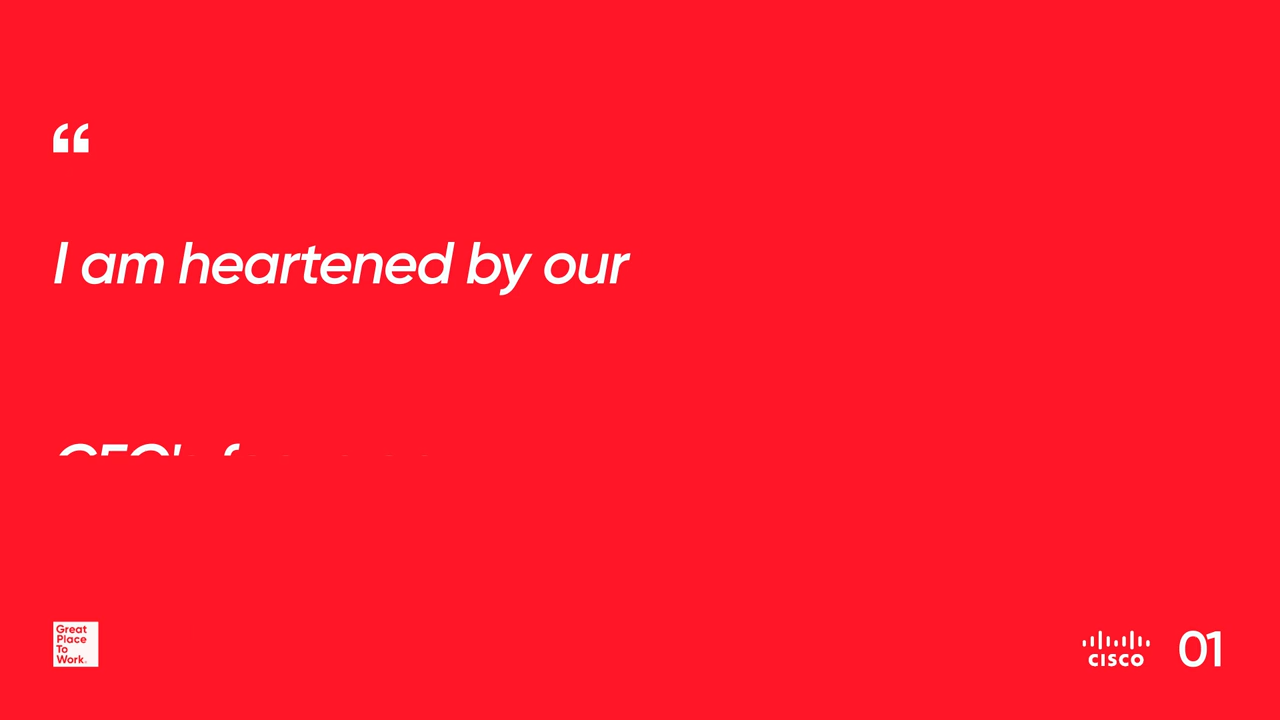 “
I am heartened by our
Great
Place
To
Work.
CISCO
01